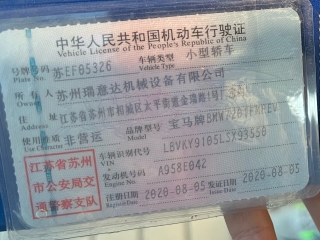 中华人民共和国机动车行驶证
Vehicle License of the People's Republic of China
号牌号码 苏EF05326 车辆类型 小型轿车
Plate No. Vehicle Type
所有人 苏州瑞意达机械设备有限公司
Owner
住址 江苏省苏州市相城区太平街道金澄路1号
Address
使用性质 非营运 品牌型号 宝马牌BMW
Use Character Model
车辆识别代号
VIN
发动机号码 A958E042
Engine No.
江苏省苏州
市公安局交
通警察支队
注册日期 2020-08-05 发证日期 2020-08-05
Register Date Issue Date